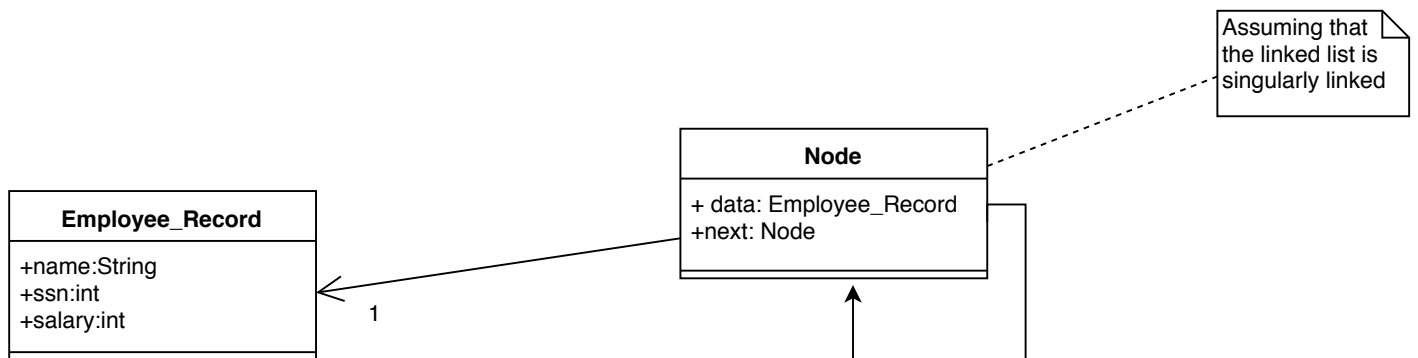 Assuming that
the linked list is
singularly linked
Node
+ data: Employee_Record
+next: Node
Employee_Record
+name:String
+ssn:int
+salary:int
1